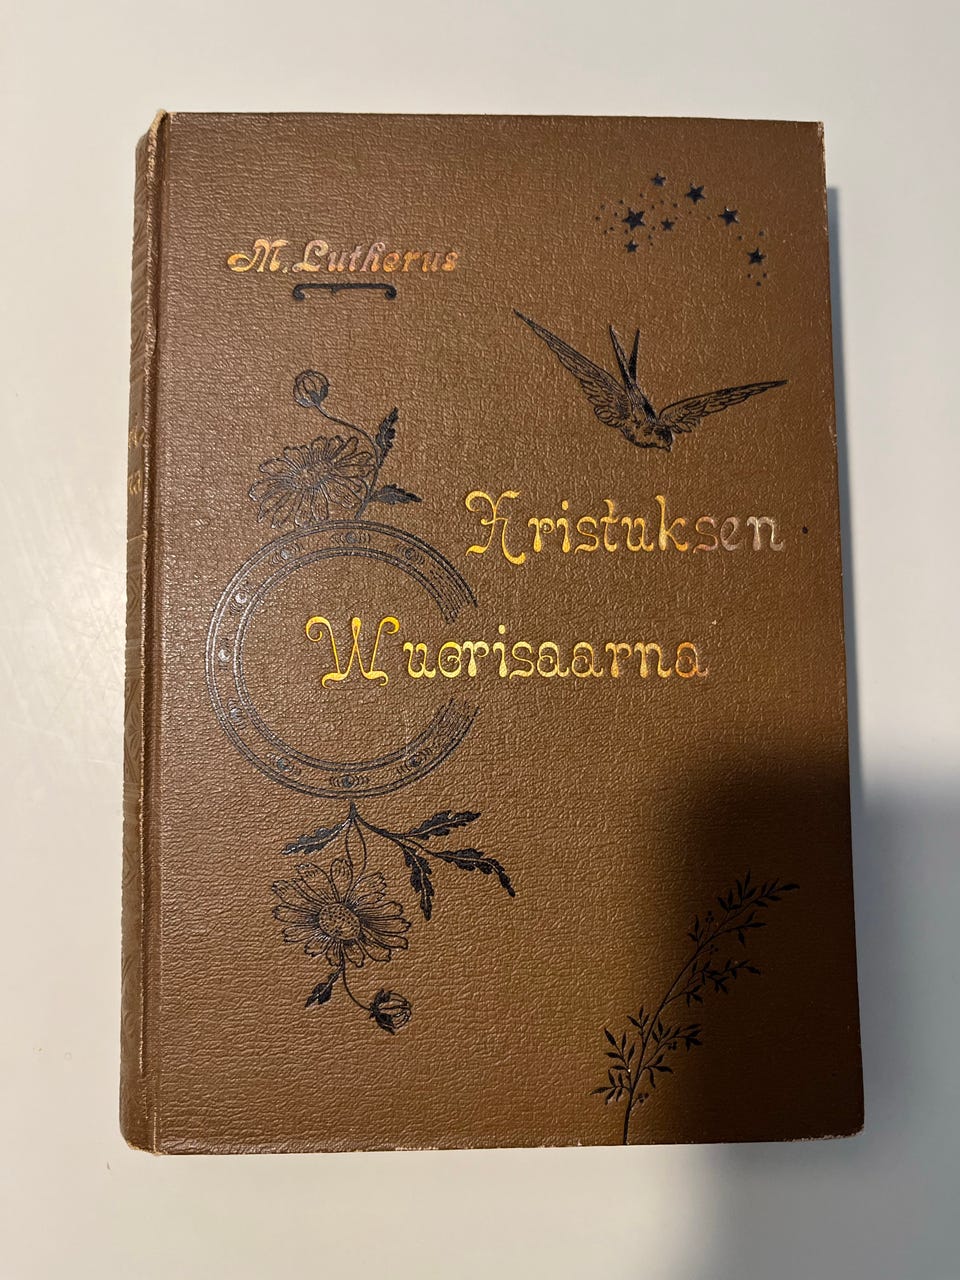 M. Lutherus
Kristuksen
Wuorisaarna